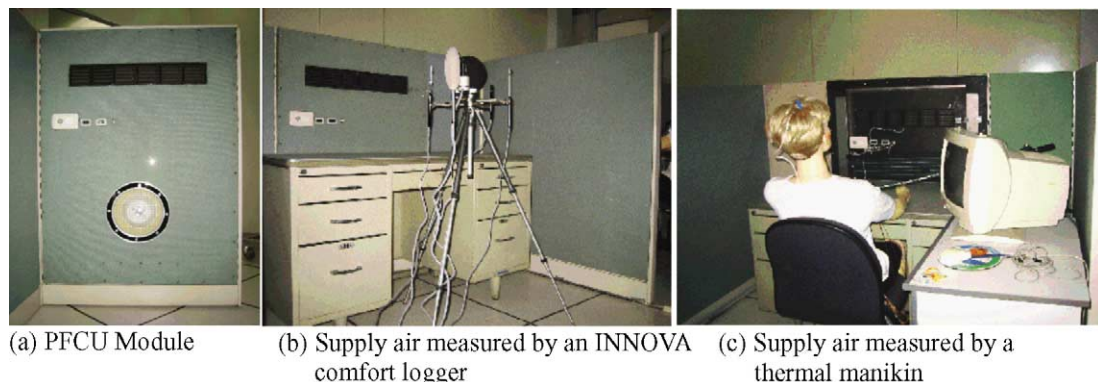 (a) PFCU Module
(b) Supply air measured by an INNOVA
comfort logger
(c) Supply air measured by a
thermal manikin